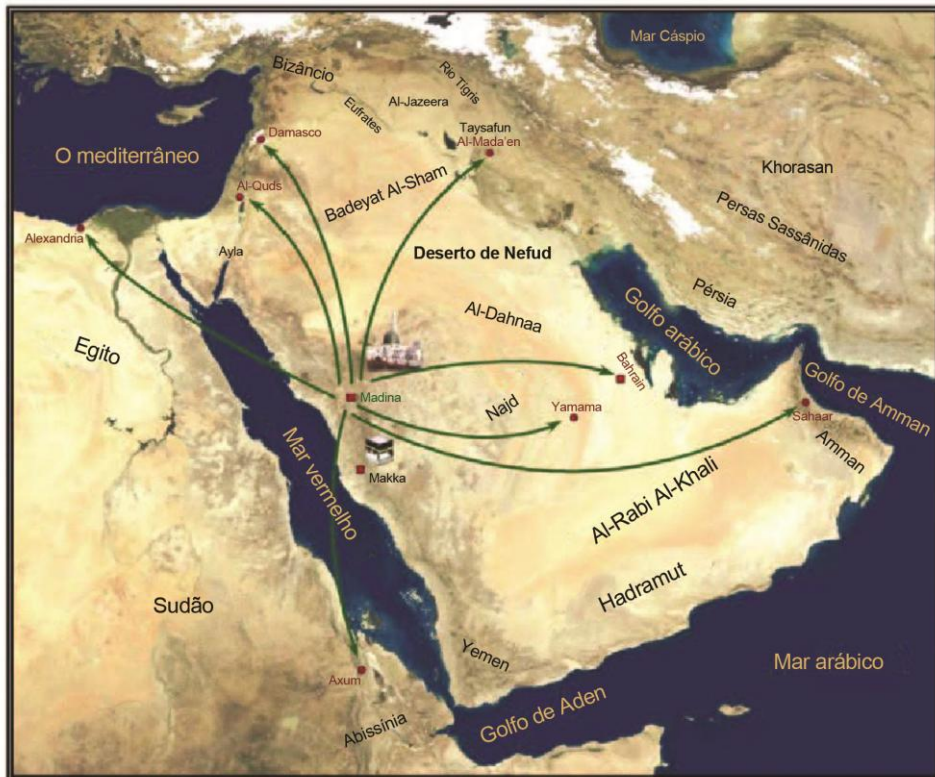 Mar Cáspio
Bizâncio
Rio Tigris
Al-Jazeera
Eufrates
Taysafun
Al-Mada'en
Damasco
O mediterrâneo
Khorasan
Al-Quds
Badeyat Al-Sham
Persas Sassânidas
Alexandria
Ayla
Deserto de Nefud
Pérsia
Al-Dahnaa
Golfo arábico
Egito
Bahrain
Golfo de Amman
Madina
Najd
Yamama
Sahaar
Amman
Mar vermelho
Makka
Al-Rabi Al-Khali
Hadramut
Sudão
Yemen
Mar arábico
Axum
Golfo de Aden
Abissínia